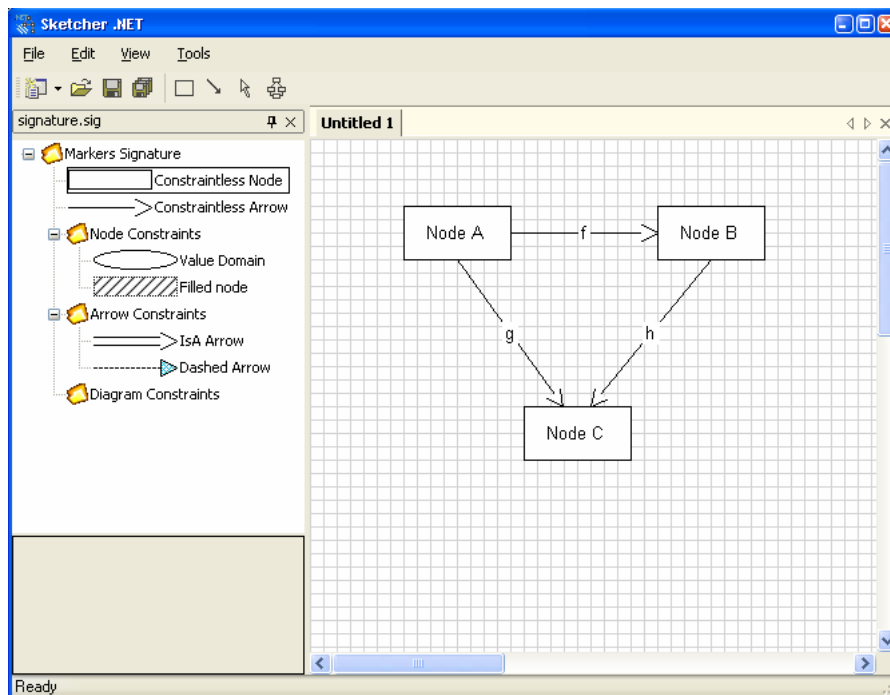 Sketcher .NET
File Edit View Tools
signature.sig
Untitled 1
Markers Signature
Constraintless Node
Constraintless Arrow
Node Constraints
Value Domain
Filled node
Arrow Constraints
IsA Arrow
Dashed Arrow
Diagram Constraints
Node A
f
Node B
g
h
Node C
Ready